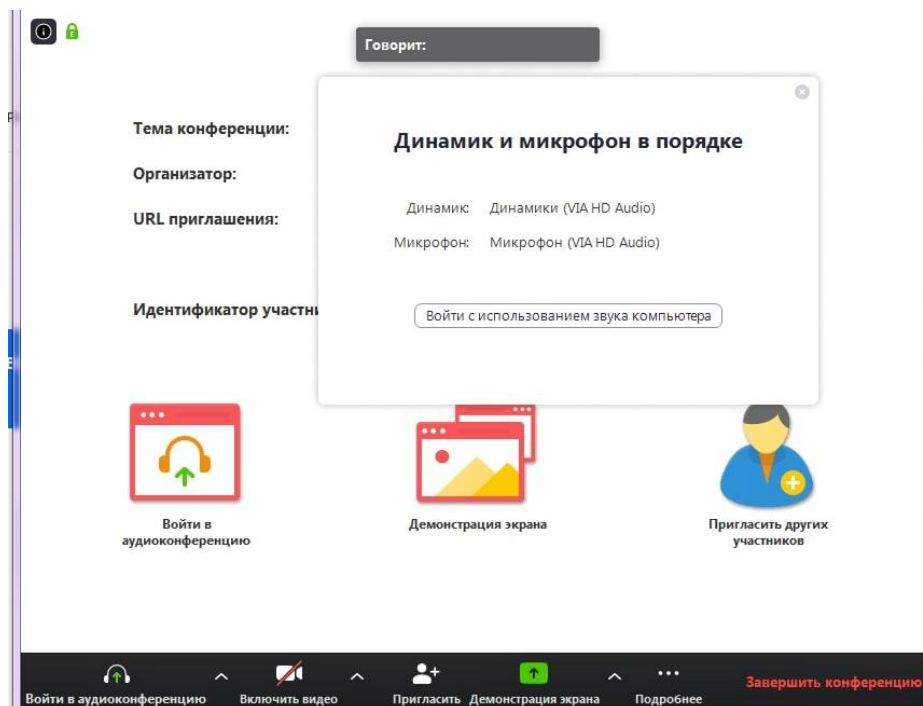 Говорит:
Тема конференции:
Организатор:
URL приглашения:
Идентификатор
Динамик и микрофон в порядке
Динамик: Динамики (VIA HD Audio)
Микрофон: Микрофон (VIA HD Audio)
Войти с использованием звука компьютера
Войти в
аудиоконференцию
Демонстрация экрана
Пригласить других
участников
Войти в аудиоконференцию
Включить видео
Пригласить
Демонстрация экрана
Подробнее
Завершить конференцию